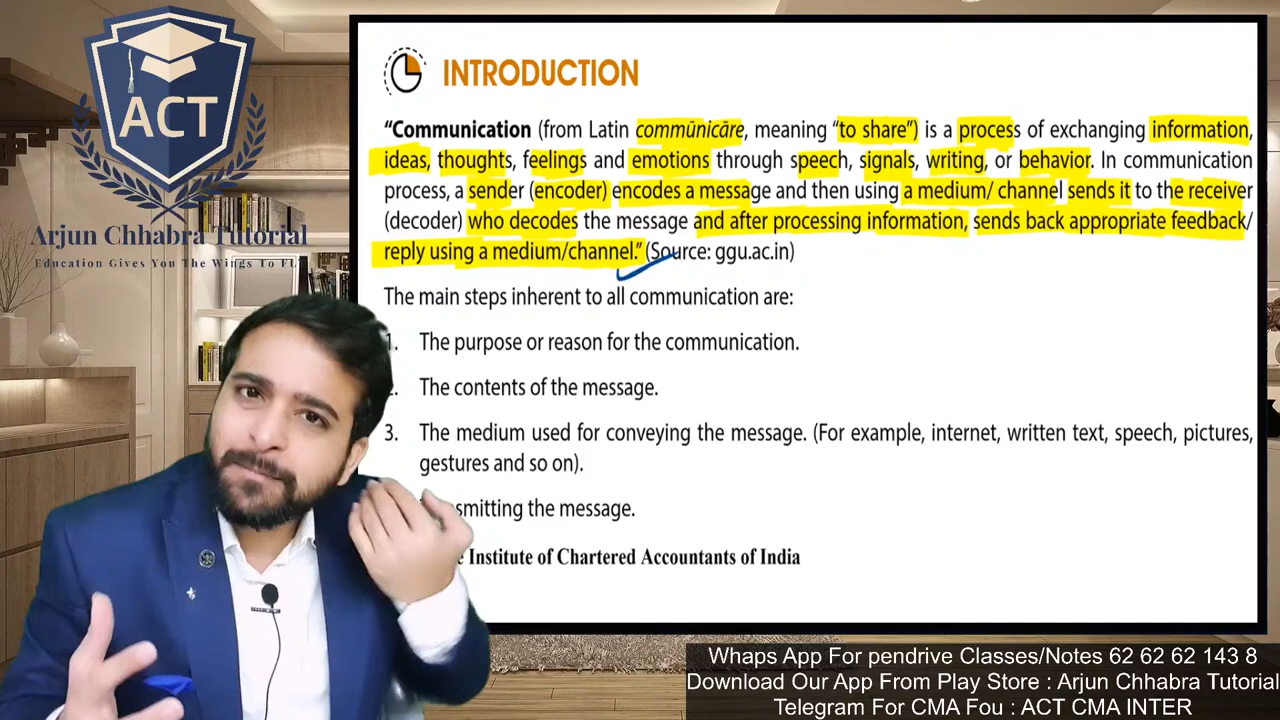 ACT
Arjun Chhabra Tutorial
Education Gives You The Wings To
INTRODUCTION
“Communication (from Latin commūnicāre, meaning “to share”) is a process of exchanging information,
ideas, thoughts, feelings and emotions through speech, signals, writing, or behavior. In communication
process, a sender (encoder) encodes a message and then using a medium/ channel sends it to the receiver
(decoder) who decodes the message and after processing information, sends back appropriate feedback/
reply using a medium/channel.” (Source: ggu.ac.in)
The main steps inherent to all communication are:
1. The purpose or reason for the communication.
2. The contents of the message.
3. The medium used for conveying the message. (For example, internet, written text, speech, pictures,
gestures and so on).
smitting the message.
Institute of Chartered Accountants of India
Whaps App For pendrive Classes/Notes 62 62 62 143 8
Download Our App From Play Store : Arjun Chhabra Tutorial
Telegram For CMA Fou : ACT CMA INTER